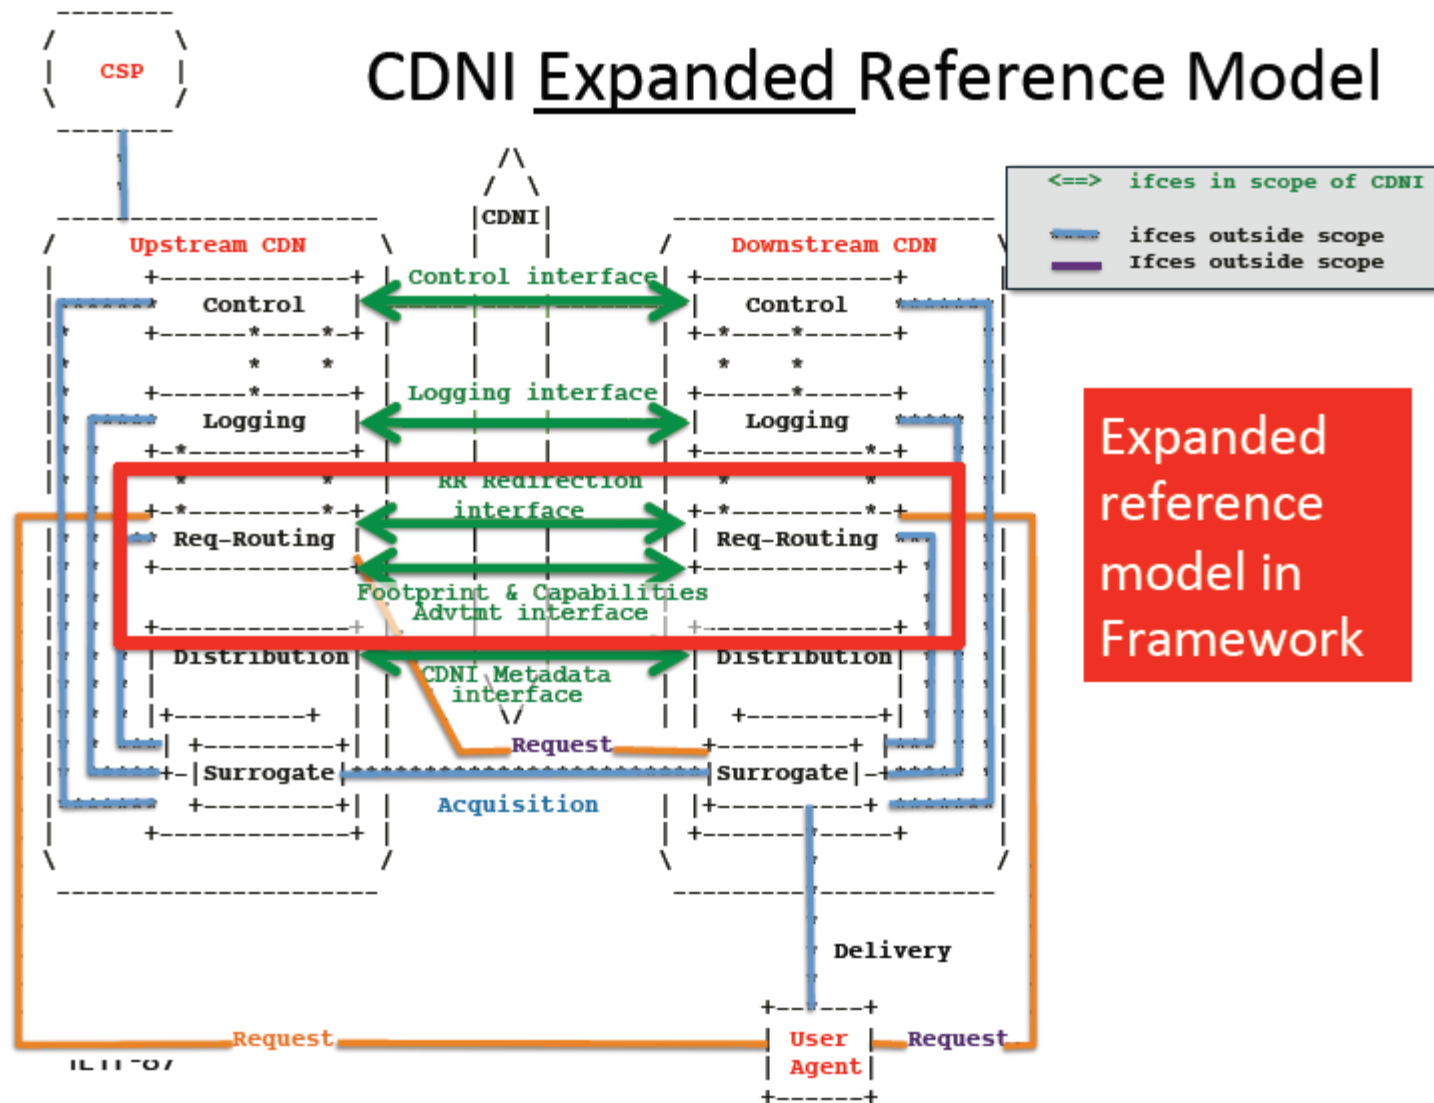 CSP
CDNI Expanded Reference Model
<==> ifces in scope of CDNI
**** ifces outside scope
Ifces outside scope
CDNI
Upstream CDN
Downstream CDN
Control interface
Control
Control
Logging interface
Logging
Logging
RR Redirection
interface
Req-Routing
Req-Routing
Footprint & Capabilities
Advtmt interface
Distribution
Distribution
CDNI Metadata
interface
Request
Surrogate
Surrogate
Acquisition
Expanded
reference
model in
Framework
Delivery
Request
User
Agent
Request
IETF-87